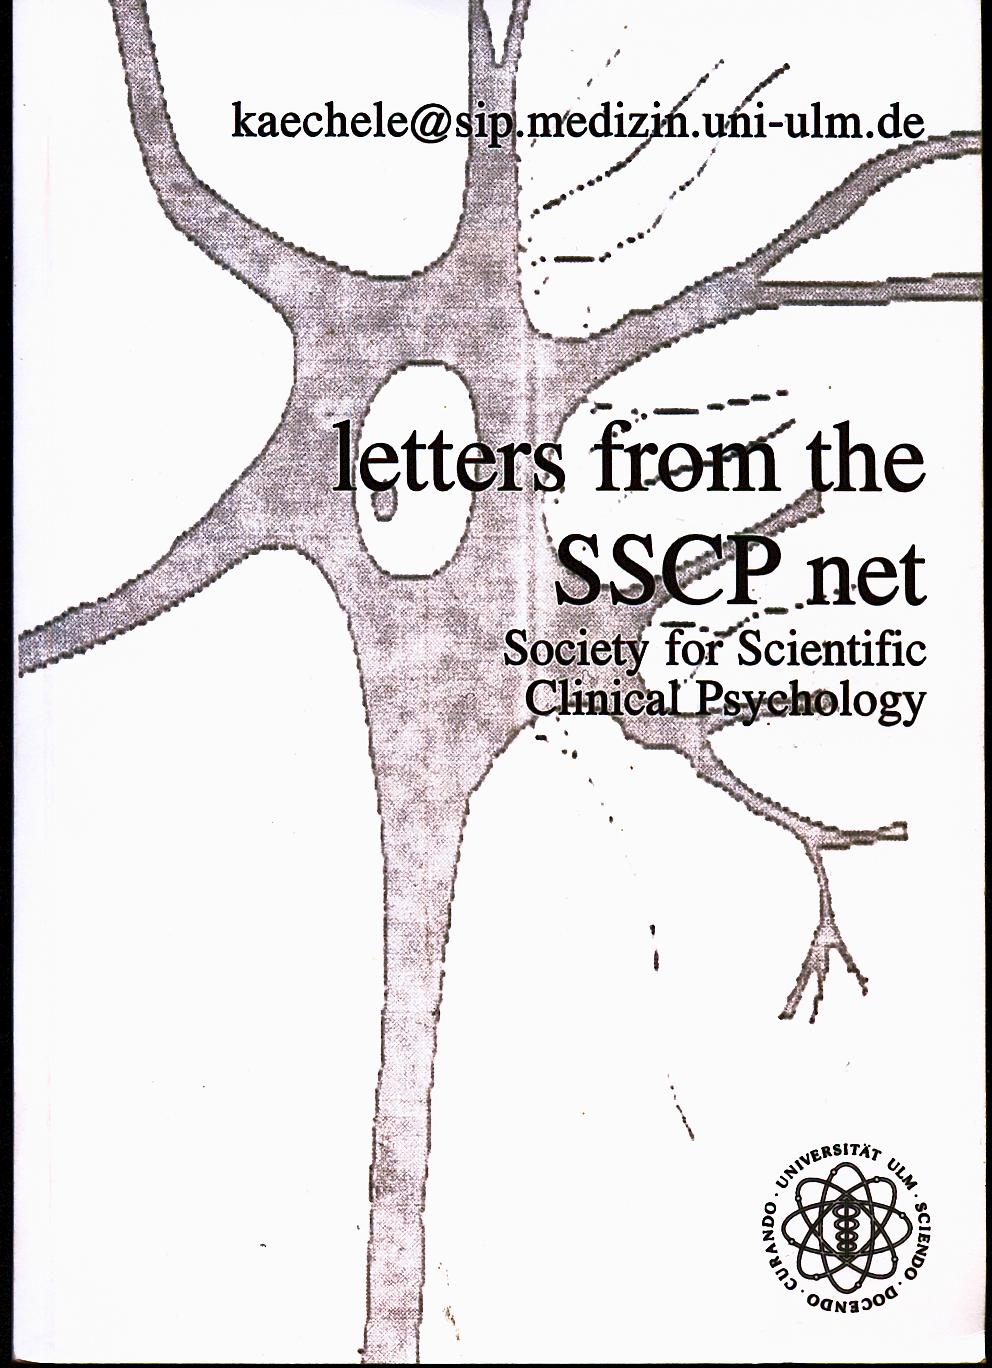 kaechele@sip.medizin.uni-ulm.de
letters from the
SSCP net
Society for Scientific
Clinical Psychology
· UNIVERSITÄT ULM · SCIENDO · DOCENDO · CURANDO